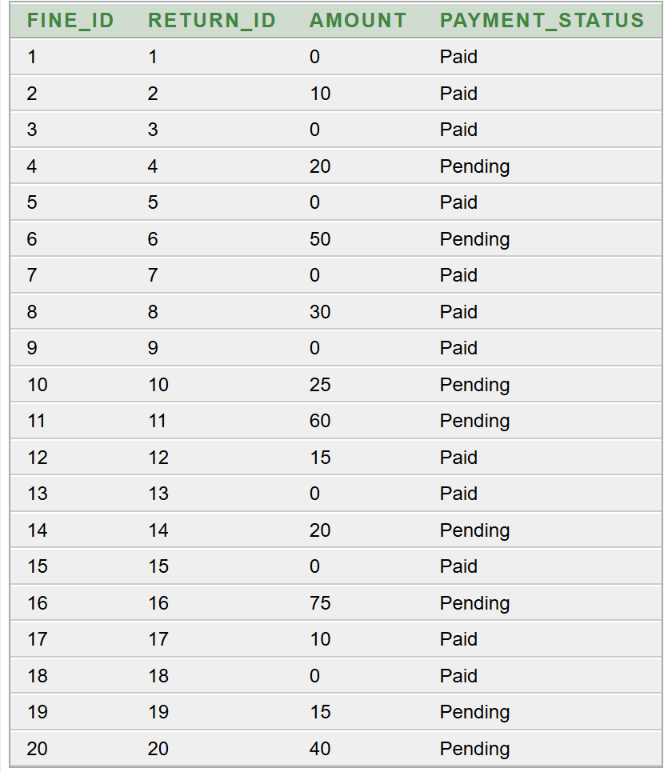 FINE_ID RETURN_ID AMOUNT PAYMENT_STATUS
1 1 0 Paid
2 2 10 Paid
3 3 0 Paid
4 4 20 Pending
5 5 0 Paid
6 6 50 Pending
7 7 0 Paid
8 8 30 Paid
9 9 0 Paid
10 10 25 Pending
11 11 60 Pending
12 12 15 Paid
13 13 0 Paid
14 14 20 Pending
15 15 0 Paid
16 16 75 Pending
17 17 10 Paid
18 18 0 Paid
19 19 15 Pending
20 20 40 Pending